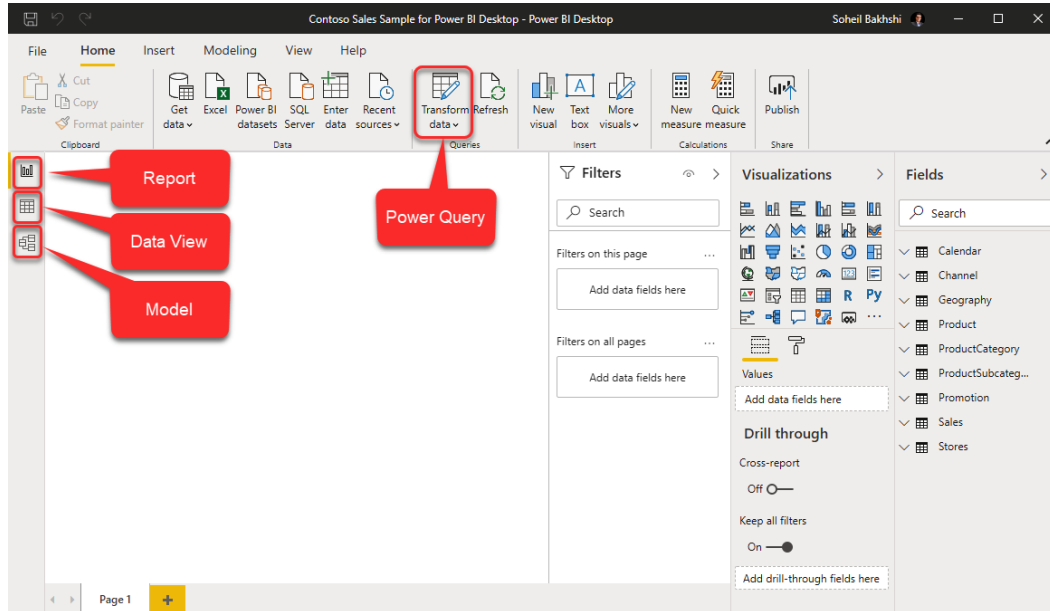 Contoso Sales Sample for Power BI Desktop - Power BI Desktop
Soheil Bakhshi
File Home Insert Modeling View Help
Paste
Cut
Copy
Format painter
Clipboard
Get data
Excel
Power BI datasets
SQL Server
Enter data
Recent sources
Data
Transform data
Refresh
Queries
New visual
Text box
More visuals
Insert
New measure
Quick measure
Calculations
Publish
Share
Report
Data View
Model
Power Query
Filters
Search
Filters on this page
...
Add data fields here
Filters on all pages
...
Add data fields here
Visualizations
123
R
Py
...
Values
Add data fields here
Drill through
Cross-report
Off
Keep all filters
On
Add drill-through fields here
Fields
Search
Calendar
Channel
Geography
Product
ProductCategory
ProductSubcateg...
Promotion
Sales
Stores
Page 1
+